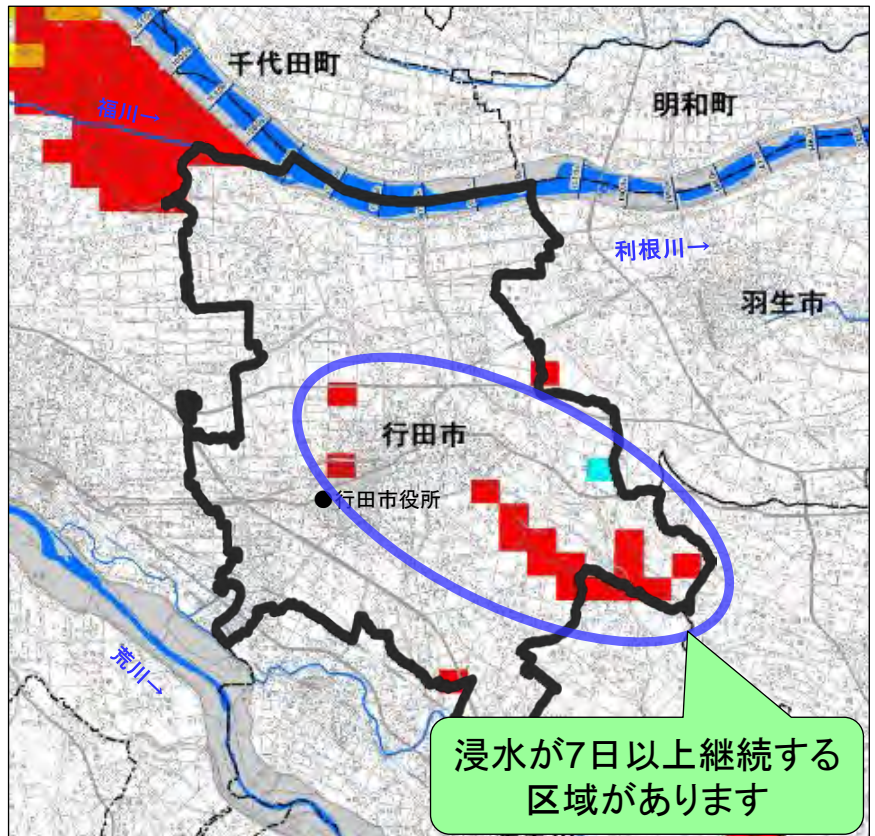 千代田町
明和町
福川→
利根川→
羽生市
行田市
行田市役所
荒川→
浸水が7日以上継続する
区域があります